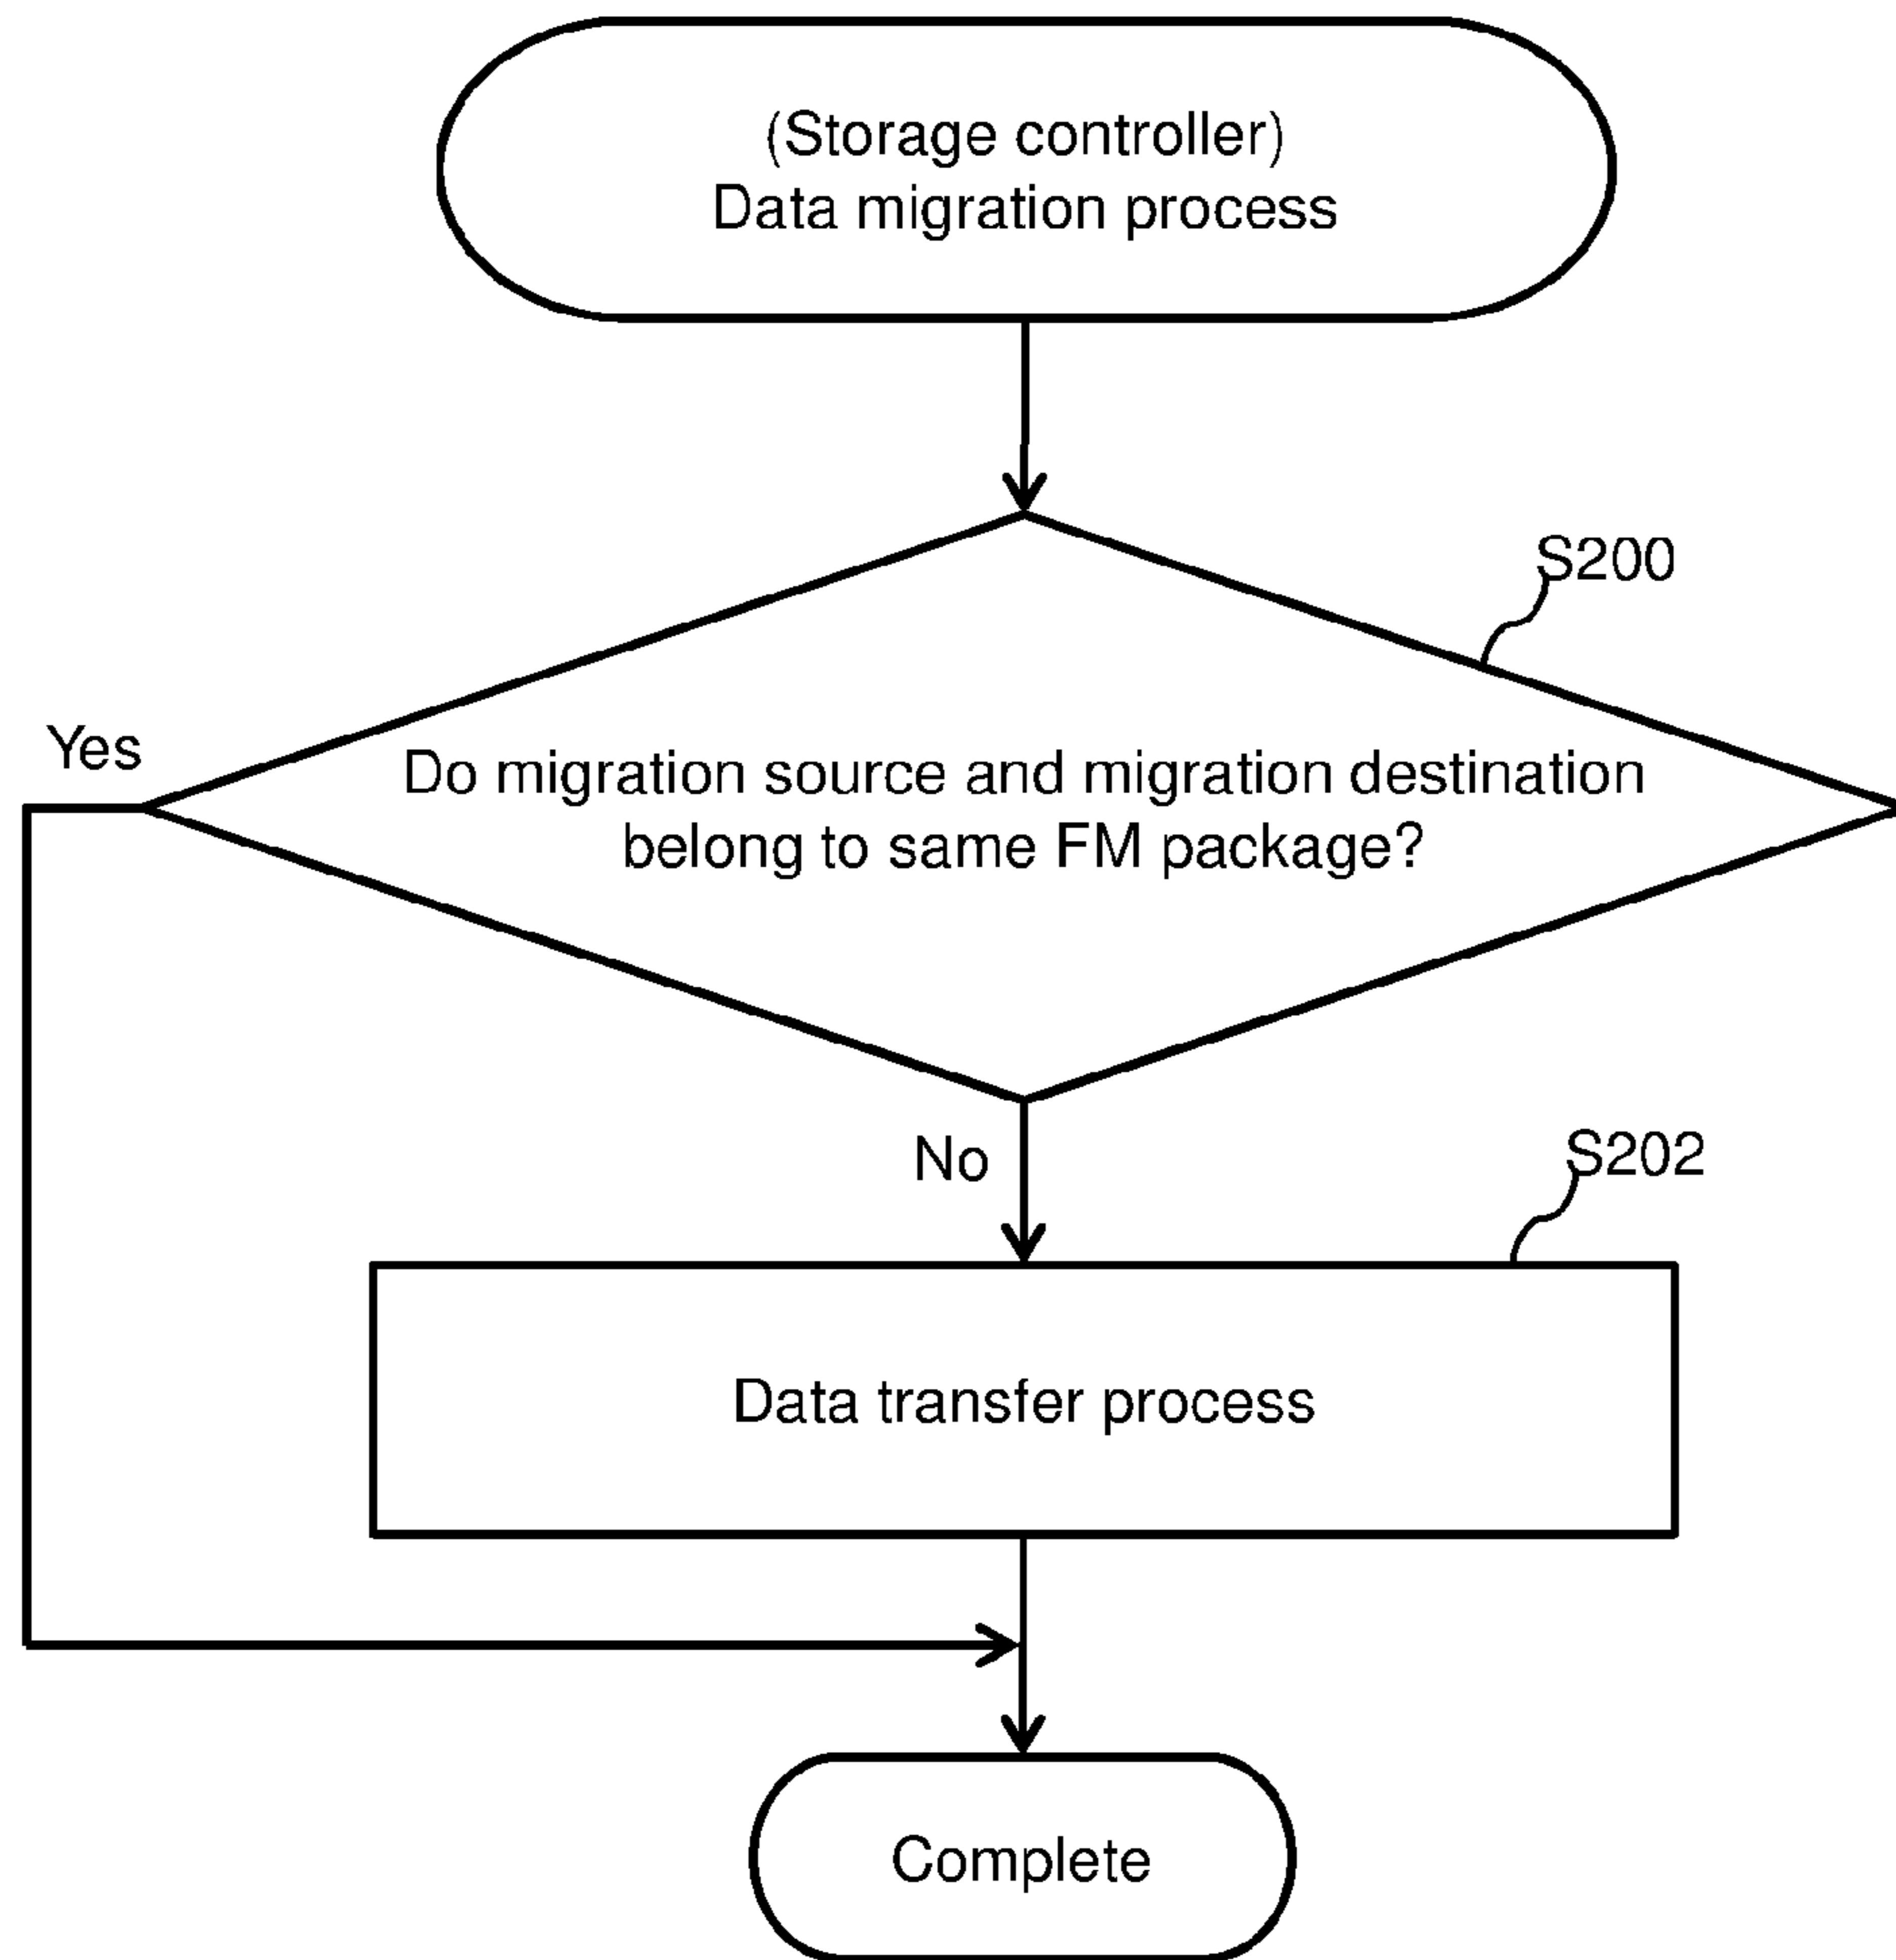 (Storage controller)
Data migration process
S200
Yes
Do migration source and migration destination
belong to same FM package?
No
S202
Data transfer process
Complete